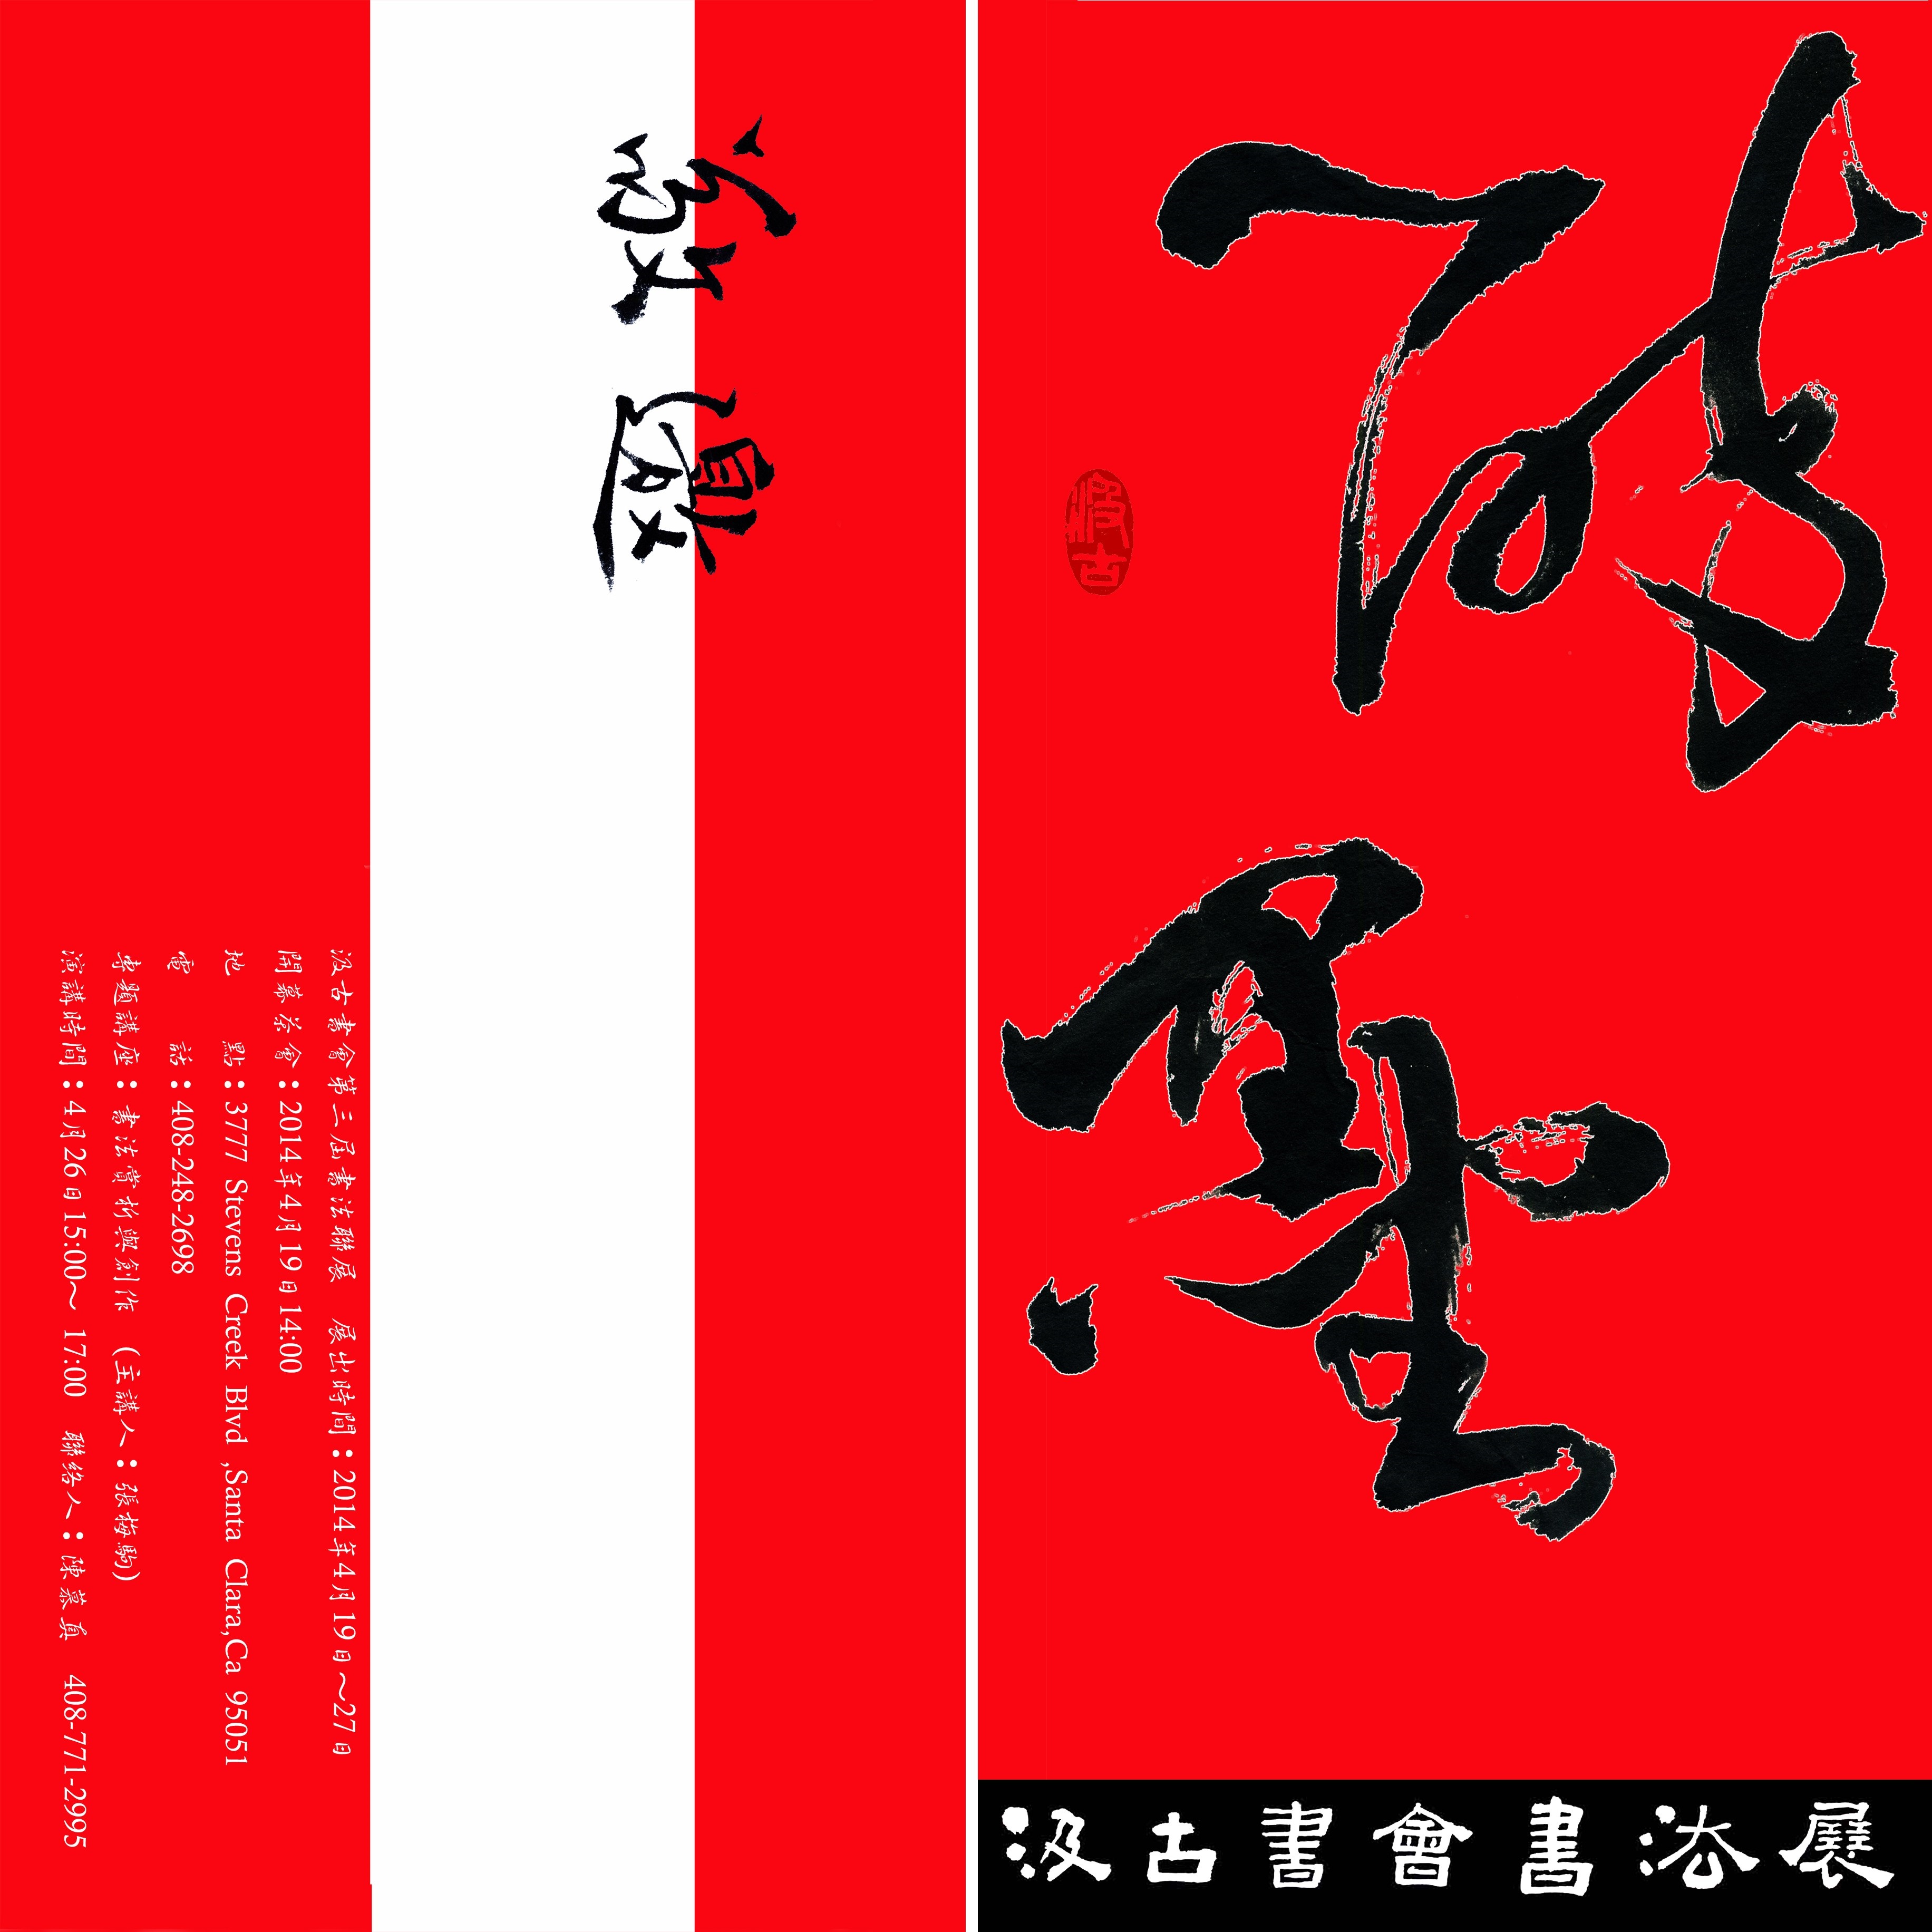 汲古書會書法展
汲古
敬邀
汲古書會第三屆書法聯展 展出時間：2014年4月19日～27日
開幕茶會：2014年4月19日14:00
地 點：3777 Stevens Creek Blvd ,Santa Clara,Ca 95051
電 話：408-248-2698
專題講座：書法賞析與創作 (主講人：張梅駒)
演講時間：4月26日15:00～ 17:00 聯絡人：陳慕真 408-771-2995